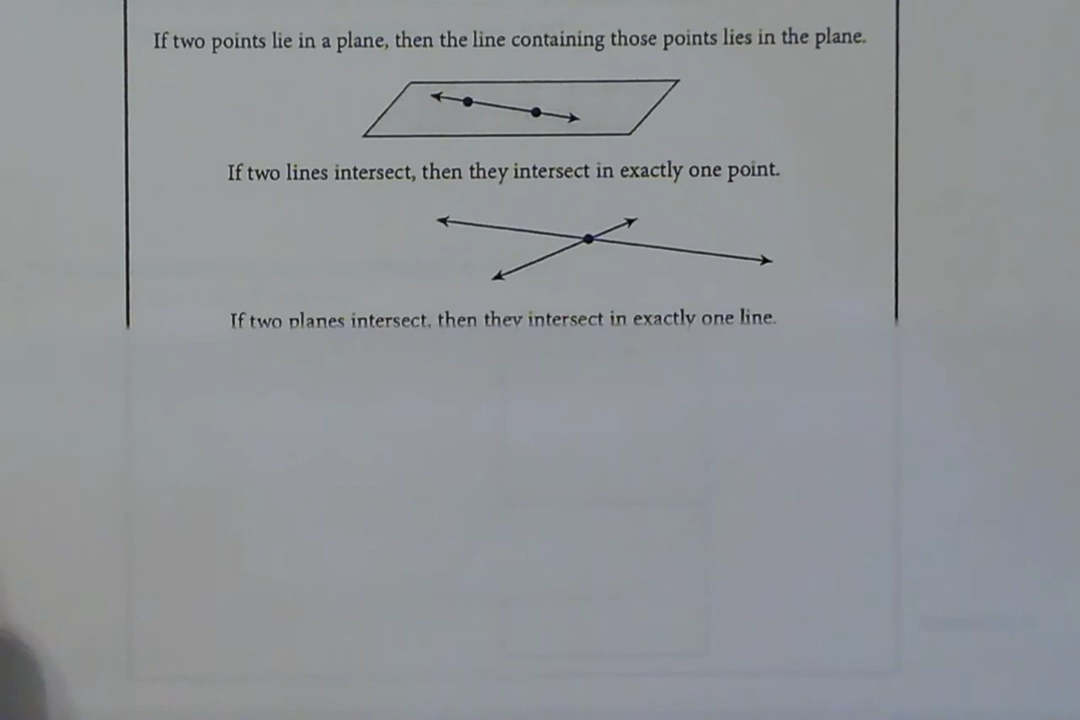 If two points lie in a plane, then the line containing those points lies in the plane.
If two lines intersect, then they intersect in exactly one point.
If two planes intersect, then they intersect in exactly one line.